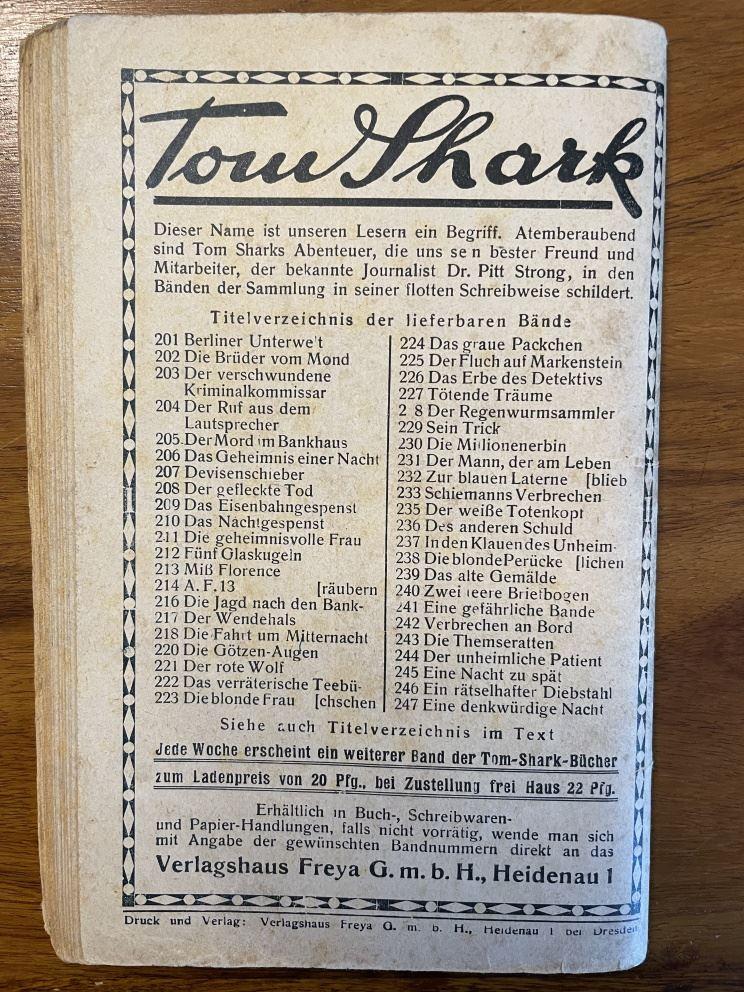 Tom Shark
Dieser Name ist unseren Lesern ein Begriff. Atemberaubend
sind Tom Sharks Abenteuer, die uns se n bester Freund und
Mitarbeiter, der bekannte Journalist Dr. Pitt Strong, in den
Bänden der Sammlung in seiner flotten Schreibweise schildert.
Titelverzeichnis der lieferbaren Bände
201 Berliner Unterwe't
202 Die Brüder vom Mond
203 Der verschwundene
Kriminalkommissar
204 Der Ruf aus dem
Lautsprecher
205 Der Mord im Bankhaus
206 Das Geheimnis einer Nacht
207 Devisenschieber
208 Der gefleckte Tod
209 Das Eisenbahngespenst
210 Das Nachtgespenst
211 Die geheimnisvolle Frau
212 Fünf Glaskugeln
213 Miß Florence
214 A. F. 13 [räubern
216 Die Jagd nach den Bank-
217 Der Wendehals
218 Die Fahrt um Mitternacht
220 Die Götzen-Augen
221 Der rote Wolf
222 Das verräterische Teebü-
223 Die blonde Frau [chschen
224 Das graue Packchen
225 Der Fluch auf Markenstein
226 Das Erbe des Detektivs
227 Tötende Träume
2 8 Der Regenwurmsammler
229 Sein Trick
230 Die Millionenerbin
231 Der Mann, der am Leben
232 Zur blauen Laterne [blieb
233 Schiemanns Verbrechen
235 Der weiße Totenkopf
236 Des anderen Schuld
237 In den Klauen des Unheim-
238 Die blonde Perücke [lichen
239 Das alte Gemälde
240 Zwei leere Briefbogen
241 Eine gefährliche Bande
242 Verbrechen an Bord
243 Die Themseratten
244 Der unheimliche Patient
245 Eine Nacht zu spät
246 Ein rätselhafter Diebstahl
247 Eine denkwürdige Nacht
Siehe auch Titelverzeichnis im Text
Jede Woche erscheint ein weiterer Band der Tom-Shark-Bücher
zum Ladenpreis von 20 Pfg., bei Zustellung frei Haus 22 Pfg.
Erhältlich in Buch-, Schreibwaren-
und Papier-Handlungen, falls nicht vorrätig, wende man sich
mit Angabe der gewünschten Bandnummern direkt an das
Verlagshaus Freya G. m. b. H., Heidenau 1
Druck und Verlag: Verlagshaus Freya G. m. b. H., Heidenau 1 bei Dresden